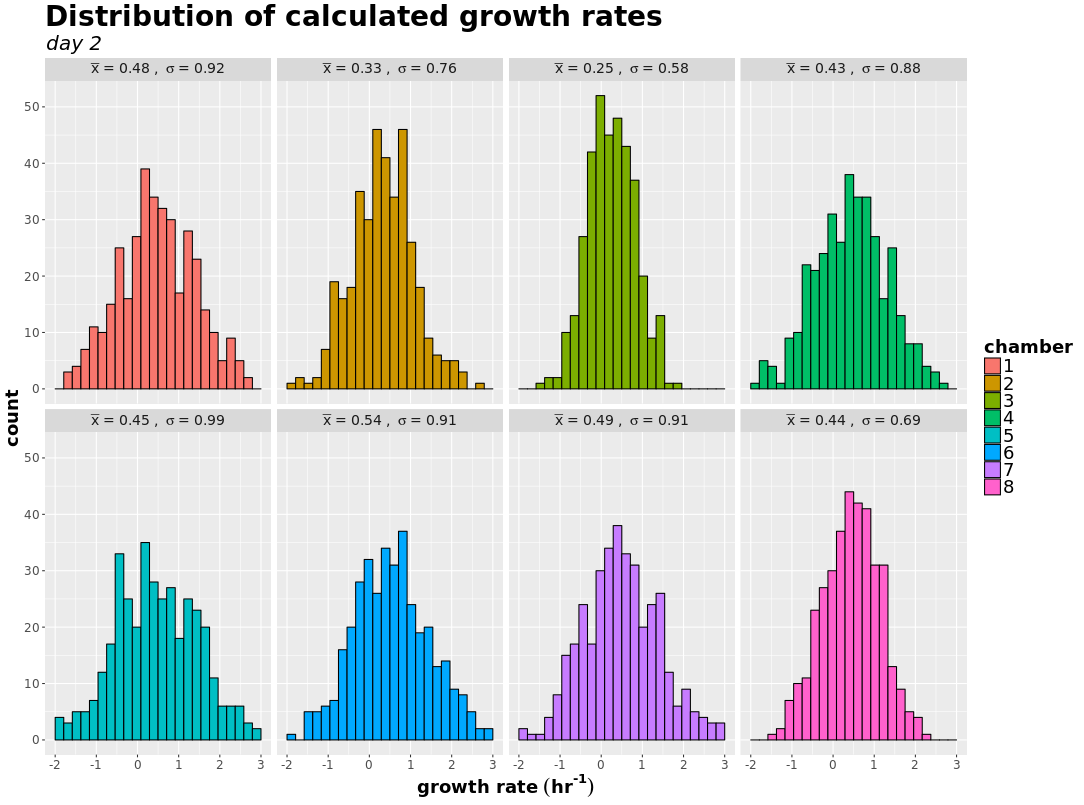 Distribution of calculated growth rates
day 2
x̅ = 0.48 , σ = 0.92
x̅ = 0.33 , σ = 0.76
x̅ = 0.25 , σ = 0.58
x̅ = 0.43 , σ = 0.88
50
40
30
20
10
0
x̅ = 0.45 , σ = 0.99
x̅ = 0.54 , σ = 0.91
x̅ = 0.49 , σ = 0.91
x̅ = 0.44 , σ = 0.69
50
40
30
20
10
0
-2 -1 0 1 2 3
-2 -1 0 1 2 3
-2 -1 0 1 2 3
-2 -1 0 1 2 3
count
growth rate (hr⁻¹)
chamber
1
2
3
4
5
6
7
8